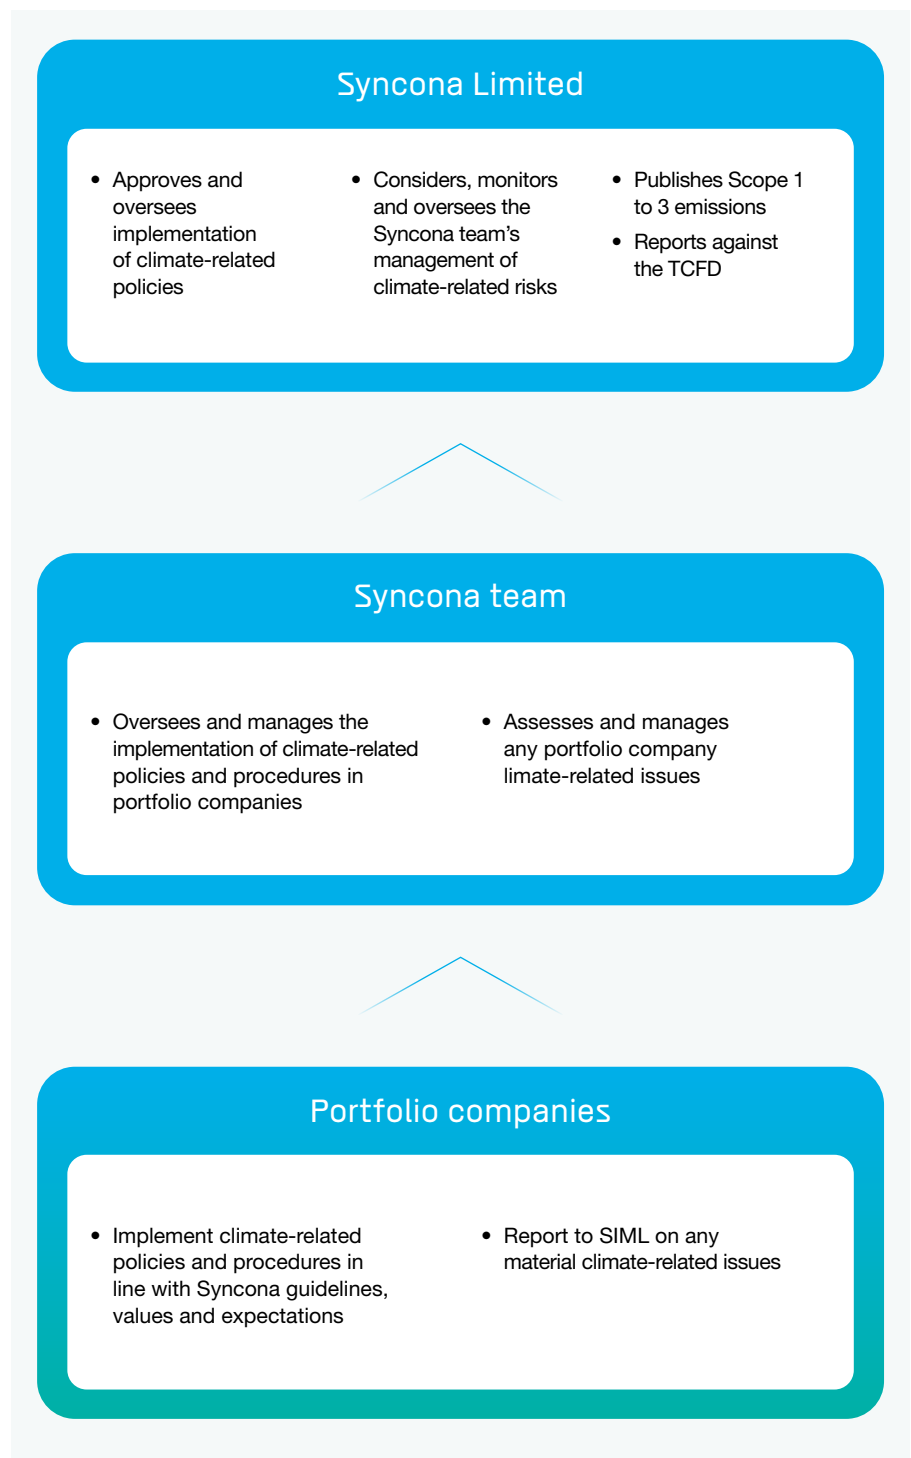 Syncona Limited
• Approves and
oversees
implementation
of climate-related
policies
• Considers, monitors
and oversees the
Syncona team’s
management of
climate-related risks
• Publishes Scope 1
to 3 emissions
• Reports against
the TCFD
Syncona team
• Oversees and manages the
implementation of climate-related
policies and procedures in
portfolio companies
• Assesses and manages
any portfolio company
limate-related issues
Portfolio companies
• Implement climate-related
policies and procedures in
line with Syncona guidelines,
values and expectations
• Report to SIML on any
material climate-related issues